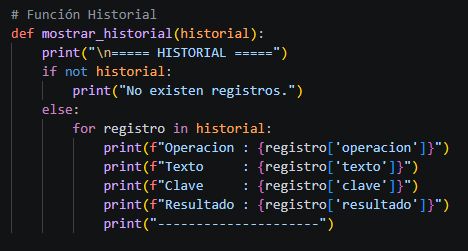 # Función Historial
def mostrar_historial(historial):
    print("\n===== HISTORIAL =====")
    if not historial:
        print("No existen registros.")
    else:
        for registro in historial:
            print(f"Operacion : {registro['operacion']}")
            print(f"Texto     : {registro['texto']}")
            print(f"Clave     : {registro['clave']}")
            print(f"Resultado : {registro['resultado']}")
            print("---------------------")